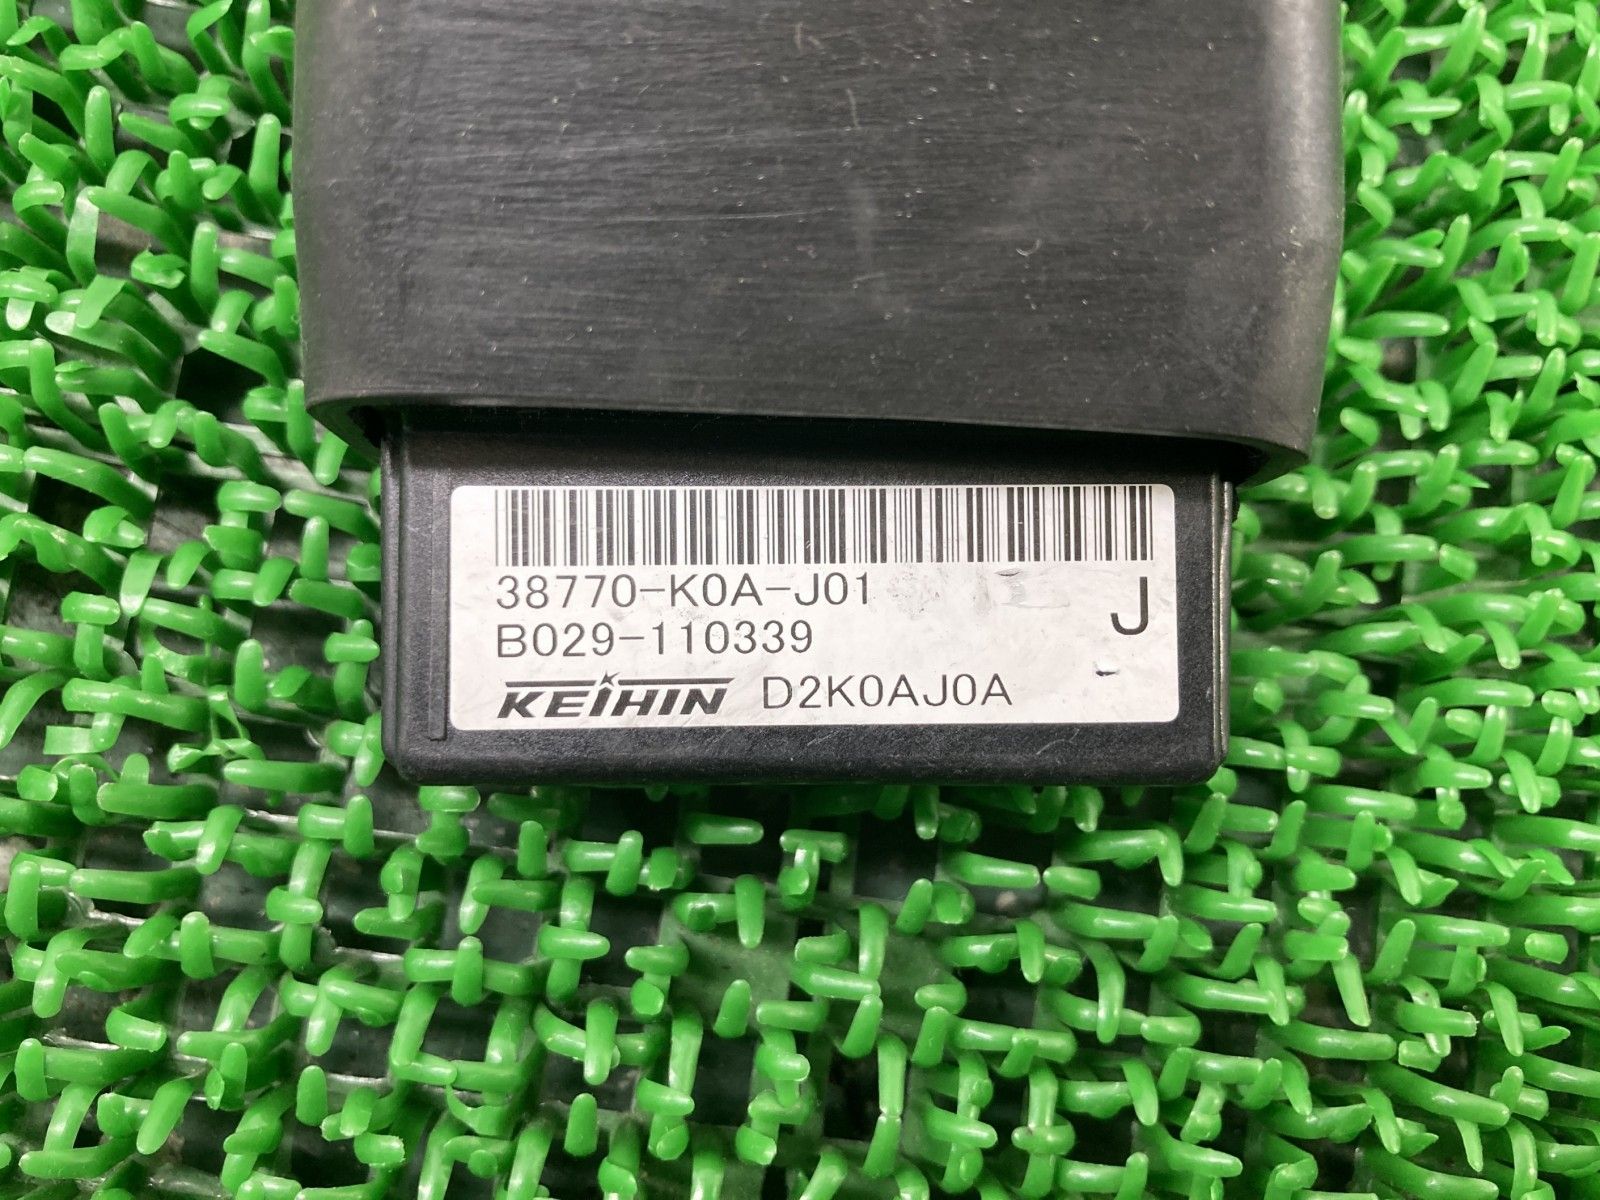 38770-K0A-J01
B029-110339
J
KEIHIN D2K0AJ0A